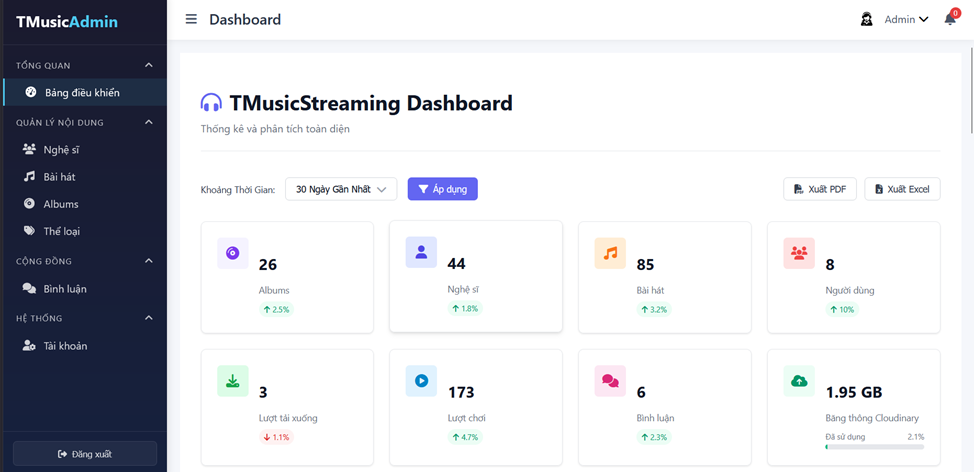 TMusicAdmin
Dashboard
Admin
0
TỔNG QUAN
Bảng điều khiển
QUẢN LÝ NỘI DUNG
Nghệ sĩ
Bài hát
Albums
Thể loại
CỘNG ĐỒNG
Bình luận
HỆ THỐNG
Tài khoản
Đăng xuất
TMusicStreaming Dashboard
Thống kê và phân tích toàn diện
Khoảng Thời Gian:
30 Ngày Gần Nhất
Áp dụng
Xuất PDF
Xuất Excel
26
Albums
2.5%
44
Nghệ sĩ
1.8%
85
Bài hát
3.2%
8
Người dùng
10%
3
Lượt tải xuống
1.1%
173
Lượt chơi
4.7%
6
Bình luận
2.3%
1.95 GB
Băng thông Cloudinary
Đã sử dụng 2.1%